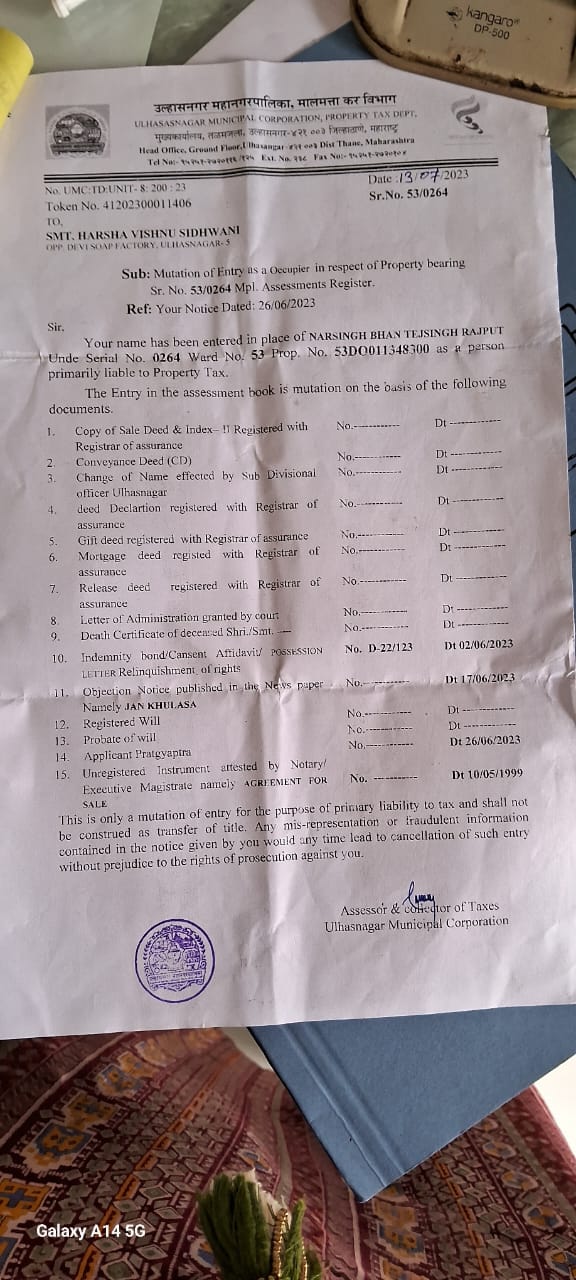 kangaro®
DP-500
उल्हासनगर महानगरपालिका, मालमत्ता कर विभाग
ULHASASNAGAR MUNICIPAL CORPORATION, PROPERTY TAX DEPT.
मुख्यकार्यालय, तळमजला, उल्हासनगर-४२१ ००३ जिल्हाठाणे, महाराष्ट्र
Head Office, Ground Floor, Ulhasangar-४२१ ००३ Dist Thane, Maharashtra
Date :13/07/2023
No. UMC:TD:UNIT- 8: 200 : 23
Sr.No. 53/0264
Token No. 41202300011406
TO,
SMT. HARSHA VISHNU SIDHWANI
OPP. DEVI SOAP FACTORY, ULHASNAGAR-5
Sub: Mutation of Entry as a Occupier in respect of Property bearing
Sr. No. 53/0264 Mpl. Assessments Register.
Ref: Your Notice Dated: 26/06/2023
Sir,
Your name has been entered in place of NARSINGH BHAN TEJSINGH RAJPUT
Unde Serial No. 0264 Ward No. 53 Prop. No. 53DO011348300 as a person
primarily liable to Property Tax.
The Entry in the assessment book is mutation on the basis of the following
documents.
1. Copy of Sale Deed & Index– II Registered with No.----------- Dt ------------
Registrar of assurance
2. Conveyance Deed (CD) No.----------- Dt ------------
3. Change of Name effected by Sub Divisional No.----------- Dt ------------
officer Ulhasnagar
4. deed Declartion registered with Registrar of No.----------- Dt ------------
assurance
5. Gift deed registered with Registrar of assurance No.----------- Dt ------------
6. Mortgage deed registed with Registrar of No.----------- Dt ------------
assurance
7. Release deed registered with Registrar of No.----------- Dt ------------
assurance
8. Letter of Administration granted by court No.----------- Dt ------------
9. Death Certificate of deceased Shri./Smt. --- No.----------- Dt ------------
10. Indemnity bond/Cansent Affidavit/ POSSESSION No. D-22/123 Dt 02/06/2023
LETTER Relinquishment of rights
11. Objection Notice published in the News paper No.----------- Dt 17/06/2023
Namely JAN KHULASA
12. Registered Will No.----------- Dt ------------
13. Probate of will No.----------- Dt ------------
14. Applicant Pratgyaptra No.----------- Dt 26/06/2023
15. Unregistered Instrument attested by Notary/ No. ---------- Dt 10/05/1999
Executive Magistrate namely AGREEMENT FOR
SALE
This is only a mutation of entry for the purpose of primary liability to tax and shall not
be construed as transfer of title. Any mis-representation or fraudulent information
contained in the notice given by you would any time lead to cancellation of such entry
without prejudice to the rights of prosecution against you.
Assessor & collector of Taxes
Ulhasnagar Municipal Corporation
Galaxy A14 5G